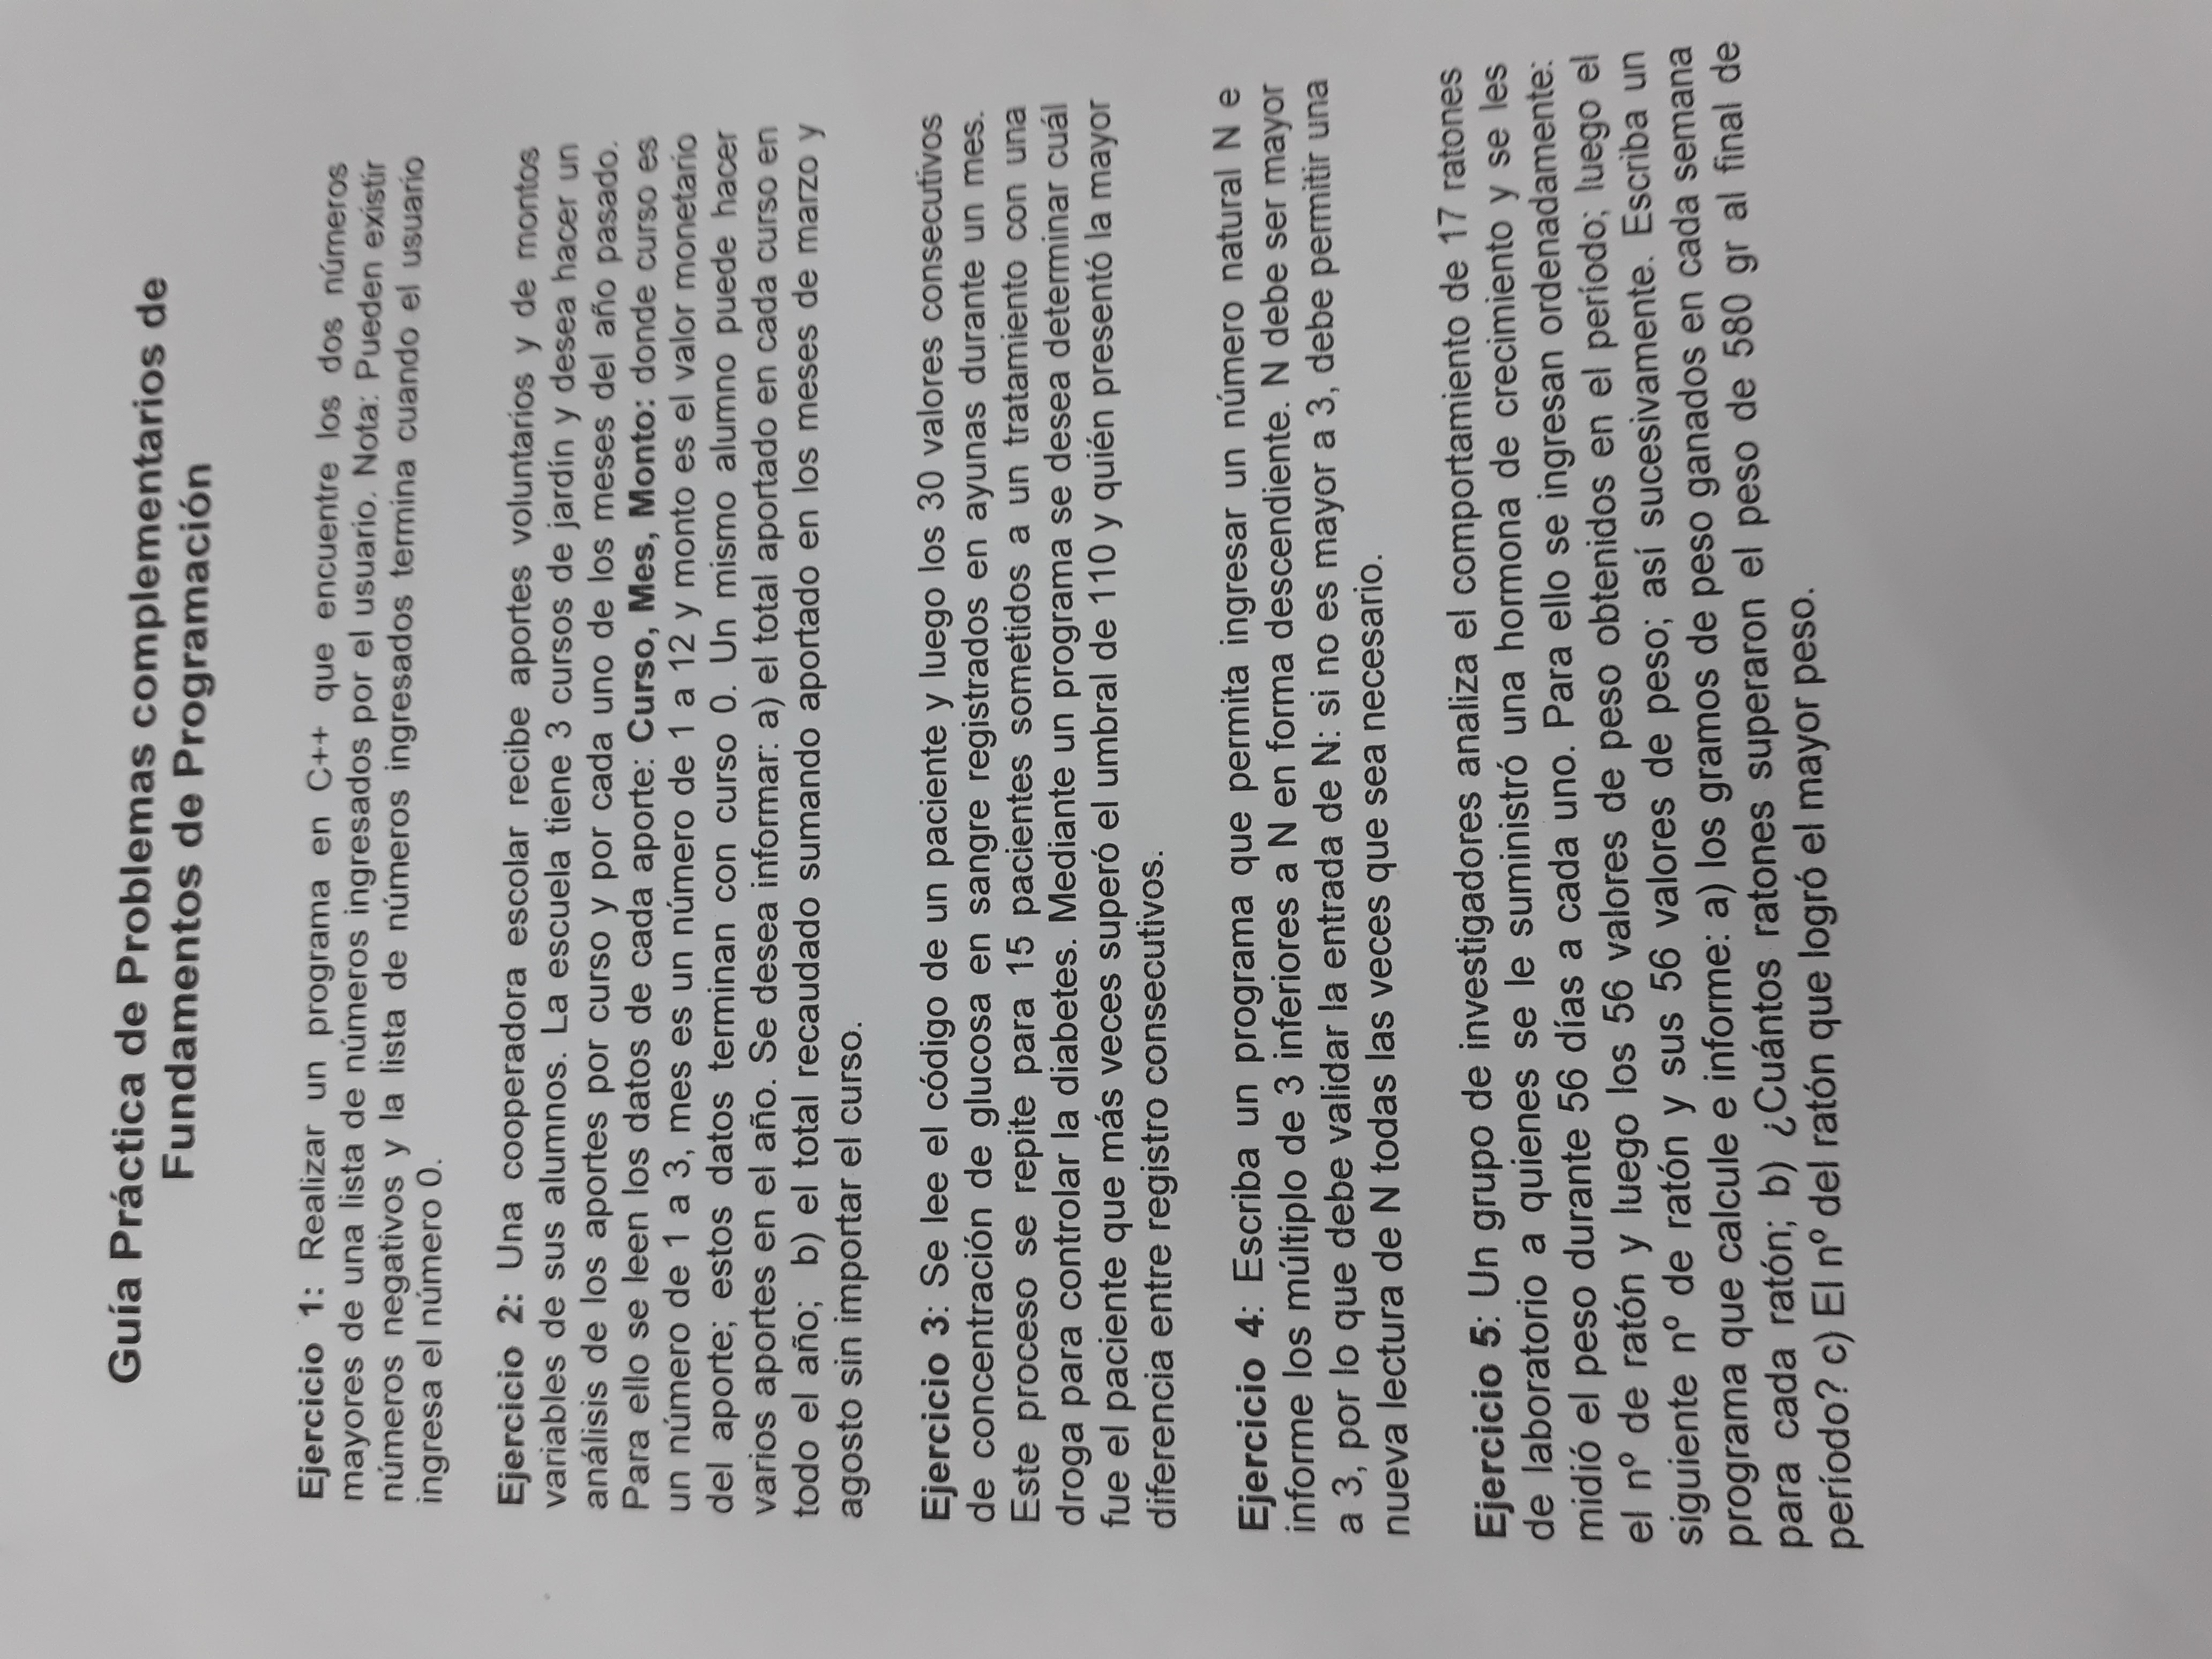 Guía Práctica de Problemas complementarios de
Fundamentos de Programación
Ejercicio 1: Realizar un programa en C++ que encuentre los dos números
mayores de una lista de números ingresados por el usuario. Nota: Pueden existir
números negativos y la lista de números ingresados termina cuando el usuario
ingresa el número 0.
Ejercicio 2: Una cooperadora escolar recibe aportes voluntarios y de montos
variables de sus alumnos. La escuela tiene 3 cursos de jardín y desea hacer un
análisis de los aportes por curso y por cada uno de los meses del año pasado.
Para ello se leen los datos de cada aporte: Curso, Mes, Monto: donde curso es
un número de 1 a 3, mes es un número de 1 a 12 y monto es el valor monetario
del aporte; estos datos terminan con curso 0. Un mismo alumno puede hacer
varios aportes en el año. Se desea informar: a) el total aportado en cada curso en
todo el año; b) el total recaudado sumando aportado en los meses de marzo y
agosto sin importar el curso.
Ejercicio 3: Se lee el código de un paciente y luego los 30 valores consecutivos
de concentración de glucosa en sangre registrados en ayunas durante un mes.
Este proceso se repite para 15 pacientes sometidos a un tratamiento con una
droga para controlar la diabetes. Mediante un programa se desea determinar cuál
fue el paciente que más veces superó el umbral de 110 y quién presentó la mayor
diferencia entre registro consecutivos.
Ejercicio 4: Escriba un programa que permita ingresar un número natural N e
informe los múltiplo de 3 inferiores a N en forma descendiente. N debe ser mayor
a 3, por lo que debe validar la entrada de N: si no es mayor a 3, debe permitir una
nueva lectura de N todas las veces que sea necesario.
Ejercicio 5: Un grupo de investigadores analiza el comportamiento de 17 ratones
de laboratorio a quienes se le suministró una hormona de crecimiento y se les
midió el peso durante 56 días a cada uno. Para ello se ingresan ordenadamente:
el nº de ratón y luego los 56 valores de peso obtenidos en el período; luego el
siguiente nº de ratón y sus 56 valores de peso; así sucesivamente. Escriba un
programa que calcule e informe: a) los gramos de peso ganados en cada semana
para cada ratón; b) ¿Cuántos ratones superaron el peso de 580 gr al final de
período? c) El nº del ratón que logró el mayor peso.